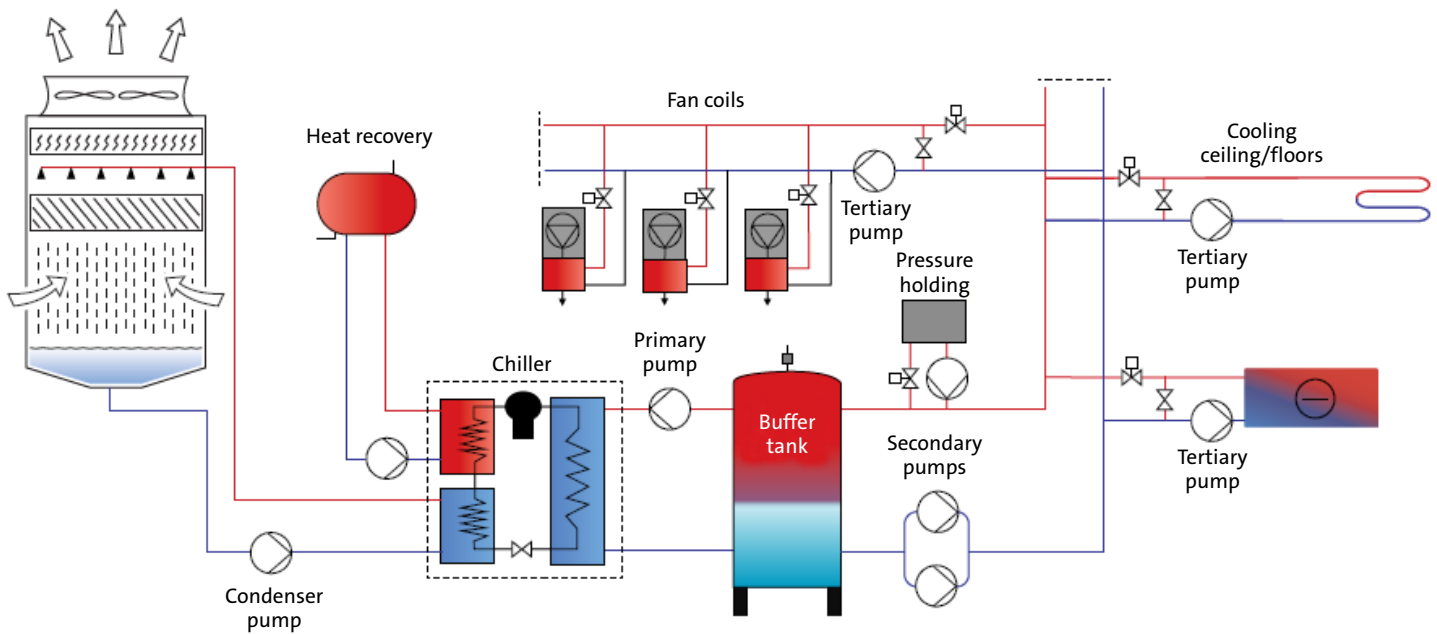 Fan coils
Heat recovery
Cooling
ceiling/floors
Tertiary
pump
Tertiary
pump
Pressure
holding
Primary
pump
Chiller
Buffer
tank
Secondary
pumps
Tertiary
pump
Condenser
pump